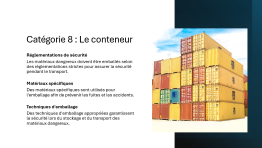 Catégorie 8 : Le conteneur
Réglementations de sécurité
Les matériaux dangereux doivent être emballés selon
des réglementations strictes pour assurer la sécurité
pendant le transport.
Matériaux spécifiques
Des matériaux spécifiques sont utilisés pour
l'emballage afin de prévenir les fuites et les accidents.
Techniques d'emballage
Des techniques d'emballage appropriées garantissent
la sécurité lors du stockage et du transport des
matériaux dangereux.